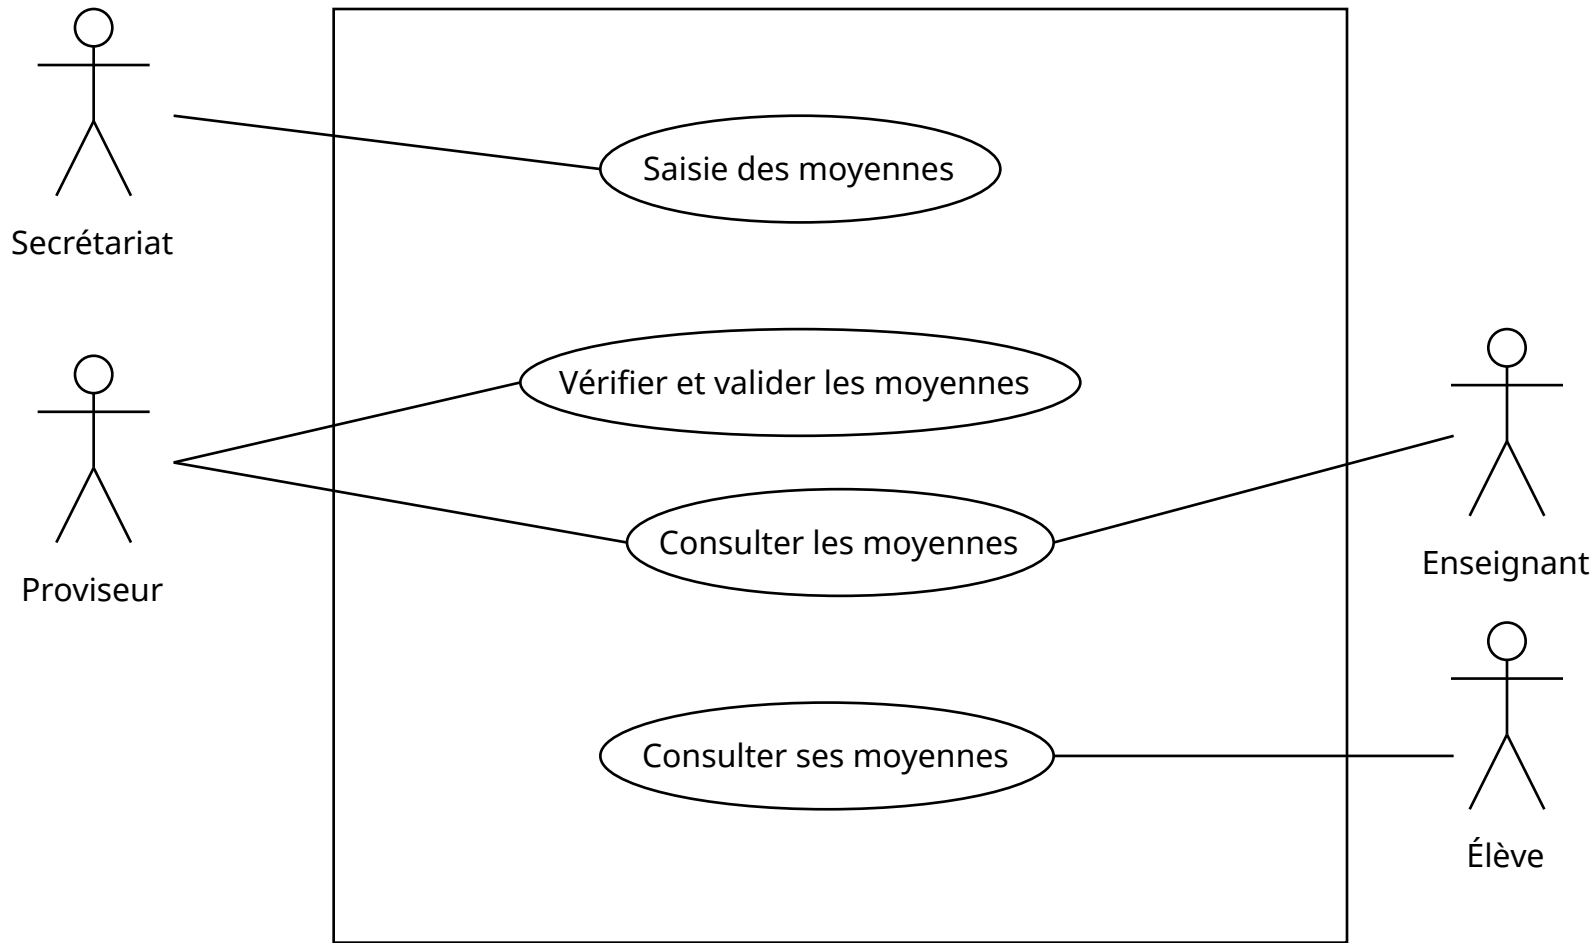 Saisie des moyennes
Secrétariat
Vérifier et valider les moyennes
Consulter les moyennes
Enseignant
Proviseur
Consulter ses moyennes
Élève